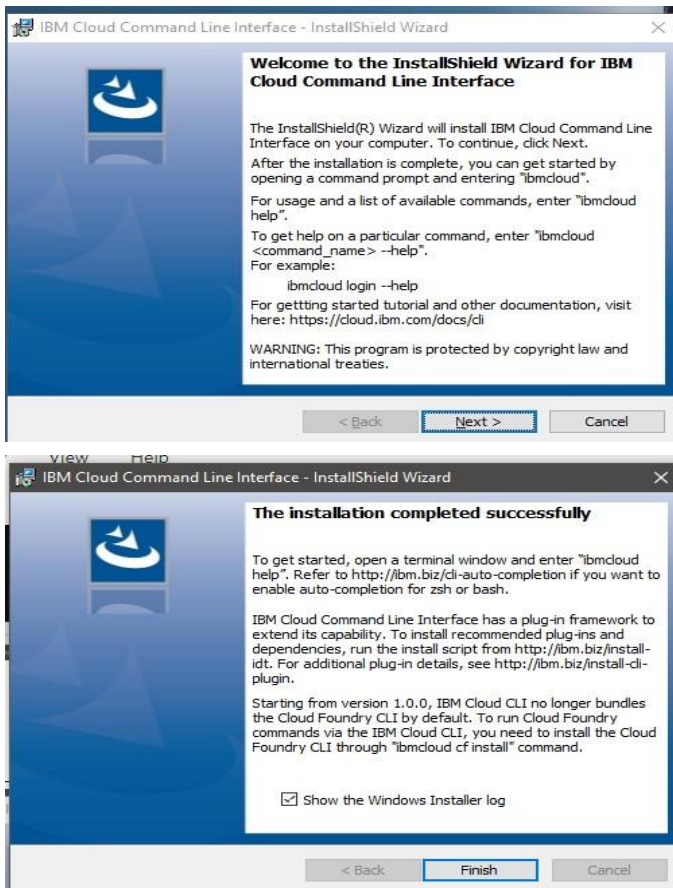 IBM Cloud Command Line Interface - InstallShield Wizard
Welcome to the InstallShield Wizard for IBM
Cloud Command Line Interface
The InstallShield(R) Wizard will install IBM Cloud Command Line
Interface on your computer. To continue, click Next.
After the installation is complete, you can get started by
opening a command prompt and entering "ibmcloud".
For usage and a list of available commands, enter "ibmcloud
help".
To get help on a particular command, enter "ibmcloud
<command_name> --help".
For example:
ibmcloud login --help
For gettting started tutorial and other documentation, visit
here: https://cloud.ibm.com/docs/cli
WARNING: This program is protected by copyright law and
international treaties.
< Back Next > Cancel
View Help
IBM Cloud Command Line Interface - InstallShield Wizard
The installation completed successfully
To get started, open a terminal window and enter "ibmcloud
help". Refer to http://ibm.biz/cli-auto-completion if you want to
enable auto-completion for zsh or bash.
IBM Cloud Command Line Interface has a plug-in framework to
extend its capability. To install recommended plug-ins and
dependencies, run the install script from http://ibm.biz/install-
idt. For additional plug-in details, see http://ibm.biz/install-cli-
plugin.
Starting from version 1.0.0, IBM Cloud CLI no longer bundles
the Cloud Foundry CLI by default. To run Cloud Foundry
commands via the IBM Cloud CLI, you need to install the Cloud
Foundry CLI through "ibmcloud cf install" command.
Show the Windows Installer log
< Back Finish Cancel